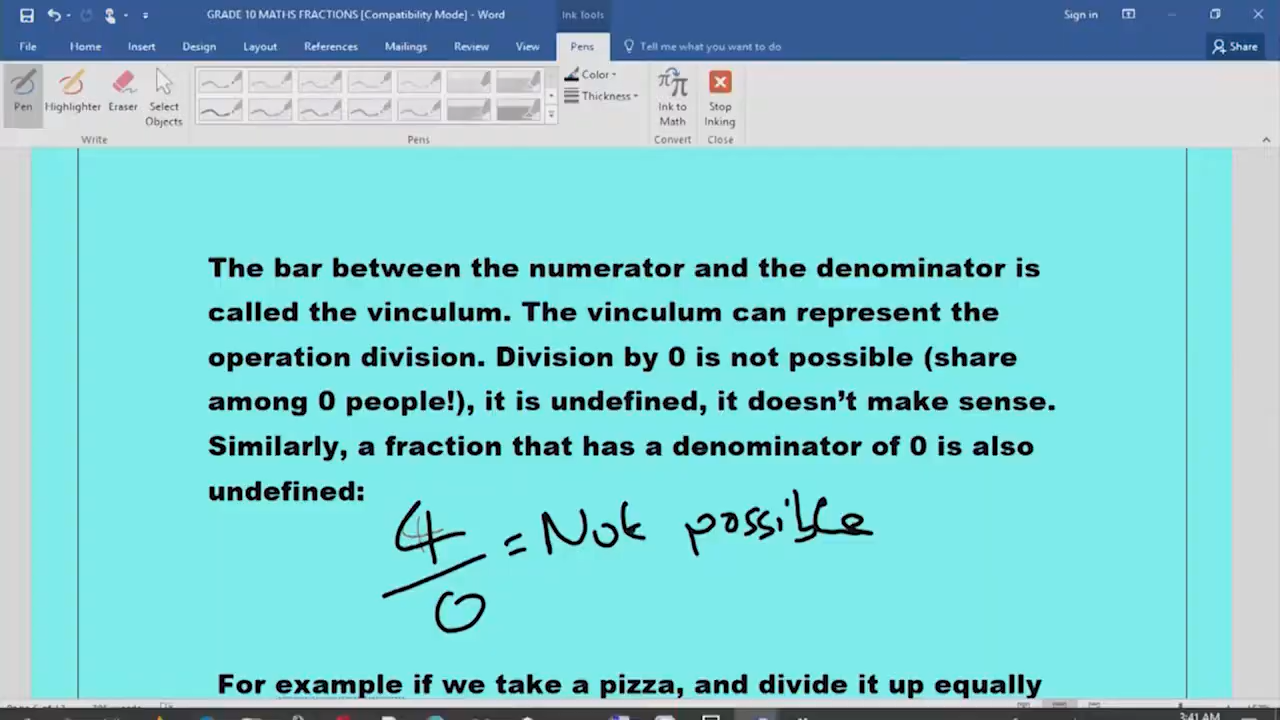 GRADE 10 MATHS FRACTIONS [Compatibility Mode] - Word
Ink Tools
Sign in
File Home Insert Design Layout References Mailings Review View Pens Tell me what you want to do Share
Pen Highlighter Eraser Select Objects
Color
Thickness
Ink to Math
Stop Inking
Write Pens Convert Close
The bar between the numerator and the denominator is
called the vinculum. The vinculum can represent the
operation division. Division by 0 is not possible (share
among 0 people!), it is undefined, it doesn’t make sense.
Similarly, a fraction that has a denominator of 0 is also
undefined:
4
= Not possible
0
For example if we take a pizza, and divide it up equally
3:41 AM